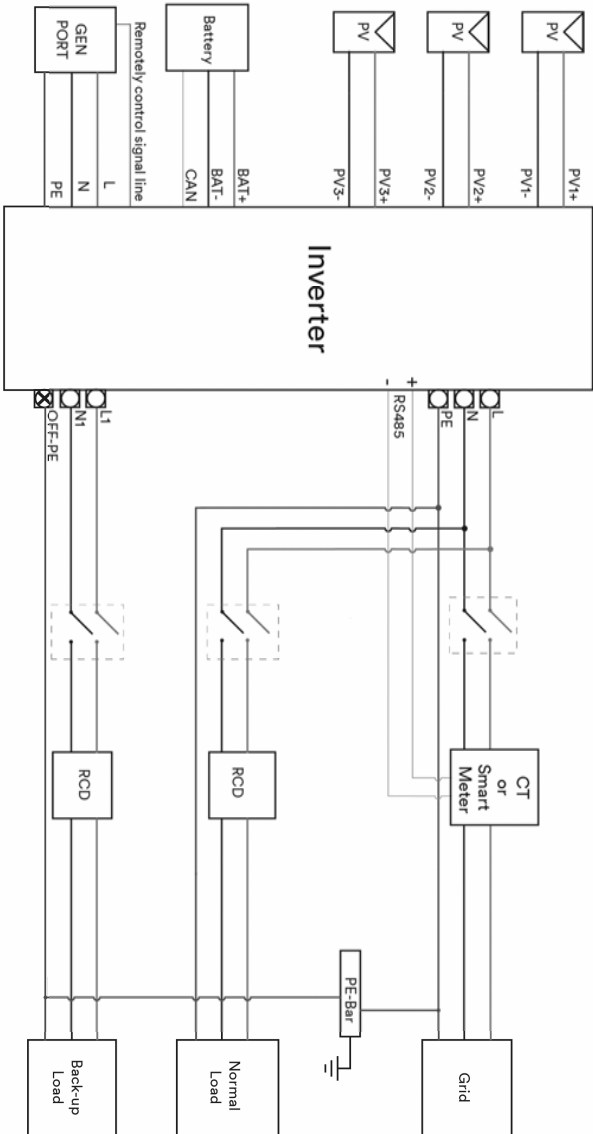 GEN
PORT
Remotely control signal line
Battery
PV
PV
PV
PE
N
L
CAN
BAT-
BAT+
PV3-
PV3+
PV2-
PV2+
PV1-
PV1+
Inverter
- +
RS485
OFF-PE
N1
L1
PE
N
L
RCD
RCD
CT
or
Smart
Meter
PE-Bar
Back-up
Load
Normal
Load
Grid